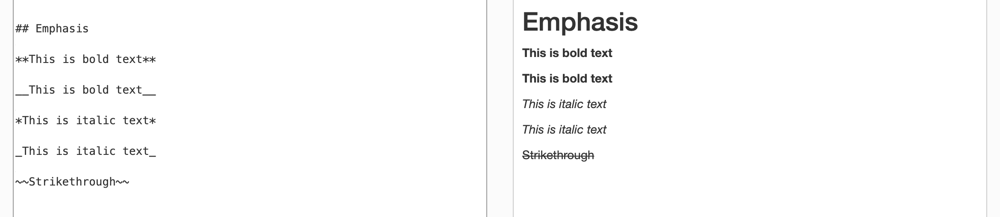 ## Emphasis
**This is bold text**
__This is bold text__
*This is italic text*
_This is italic text_
~~Strikethrough~~
Emphasis
This is bold text
This is bold text
This is italic text
This is italic text
Strikethrough